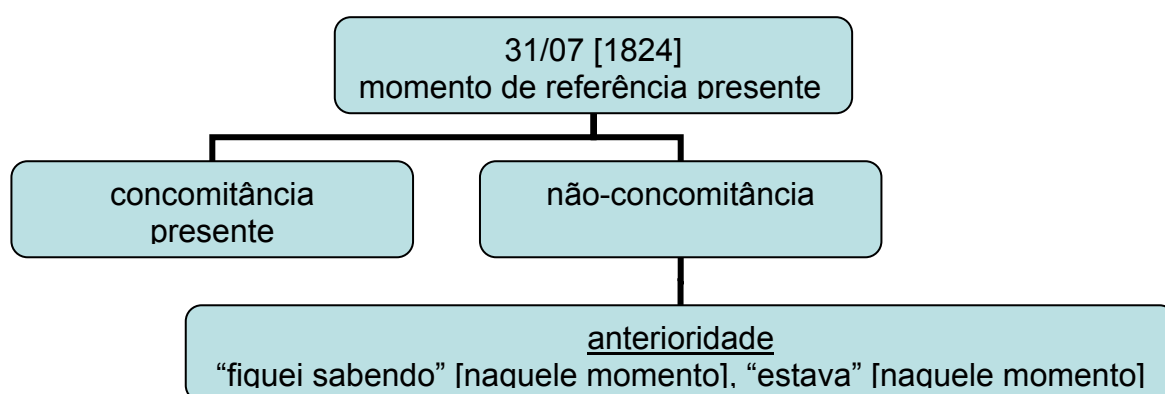 31/07 [1824]
momento de referência presente
concomitância
presente
não-concomitância
anterioridade
“fiquei sabendo” [naquele momento], “estava” [naquele momento]